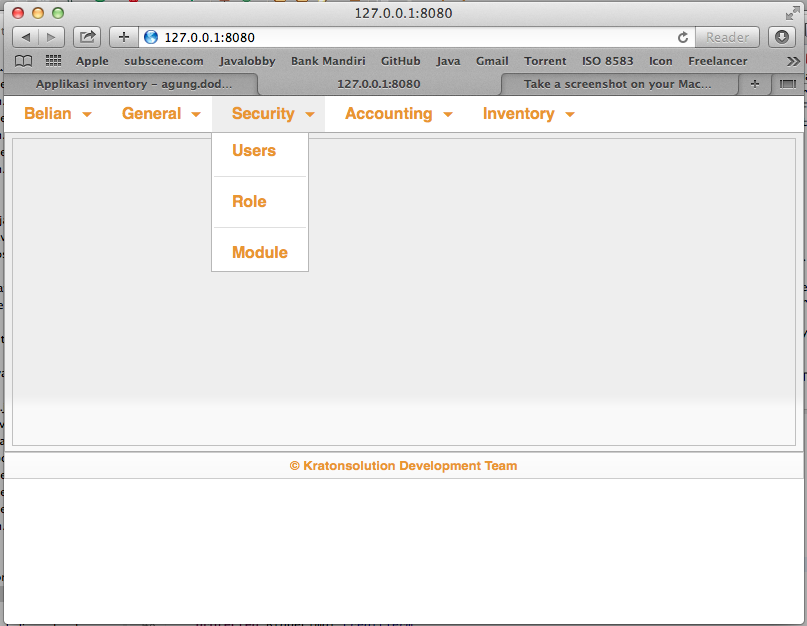 127.0.0.1:8080
127.0.0.1:8080 Reader
Apple subscene.com Javalobby Bank Mandiri GitHub Java Gmail Torrent ISO 8583 Icon Freelancer
Applikasi inventory – agung.dod... 127.0.0.1:8080 Take a screenshot on your Mac...
Belian General Security Accounting Inventory
Users
Role
Module
© Kratonsolution Development Team